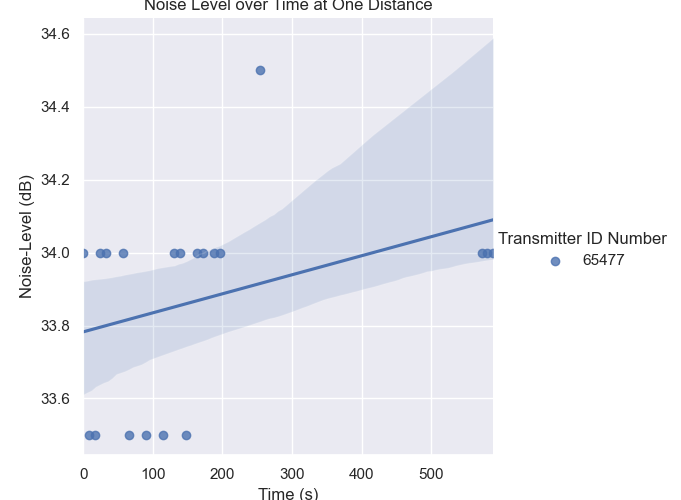 Noise Level over Time at One Distance
34.6
34.4
34.2
34.0
33.8
33.6
Noise-Level (dB)
0 100 200 300 400 500
Time (s)
Transmitter ID Number
65477